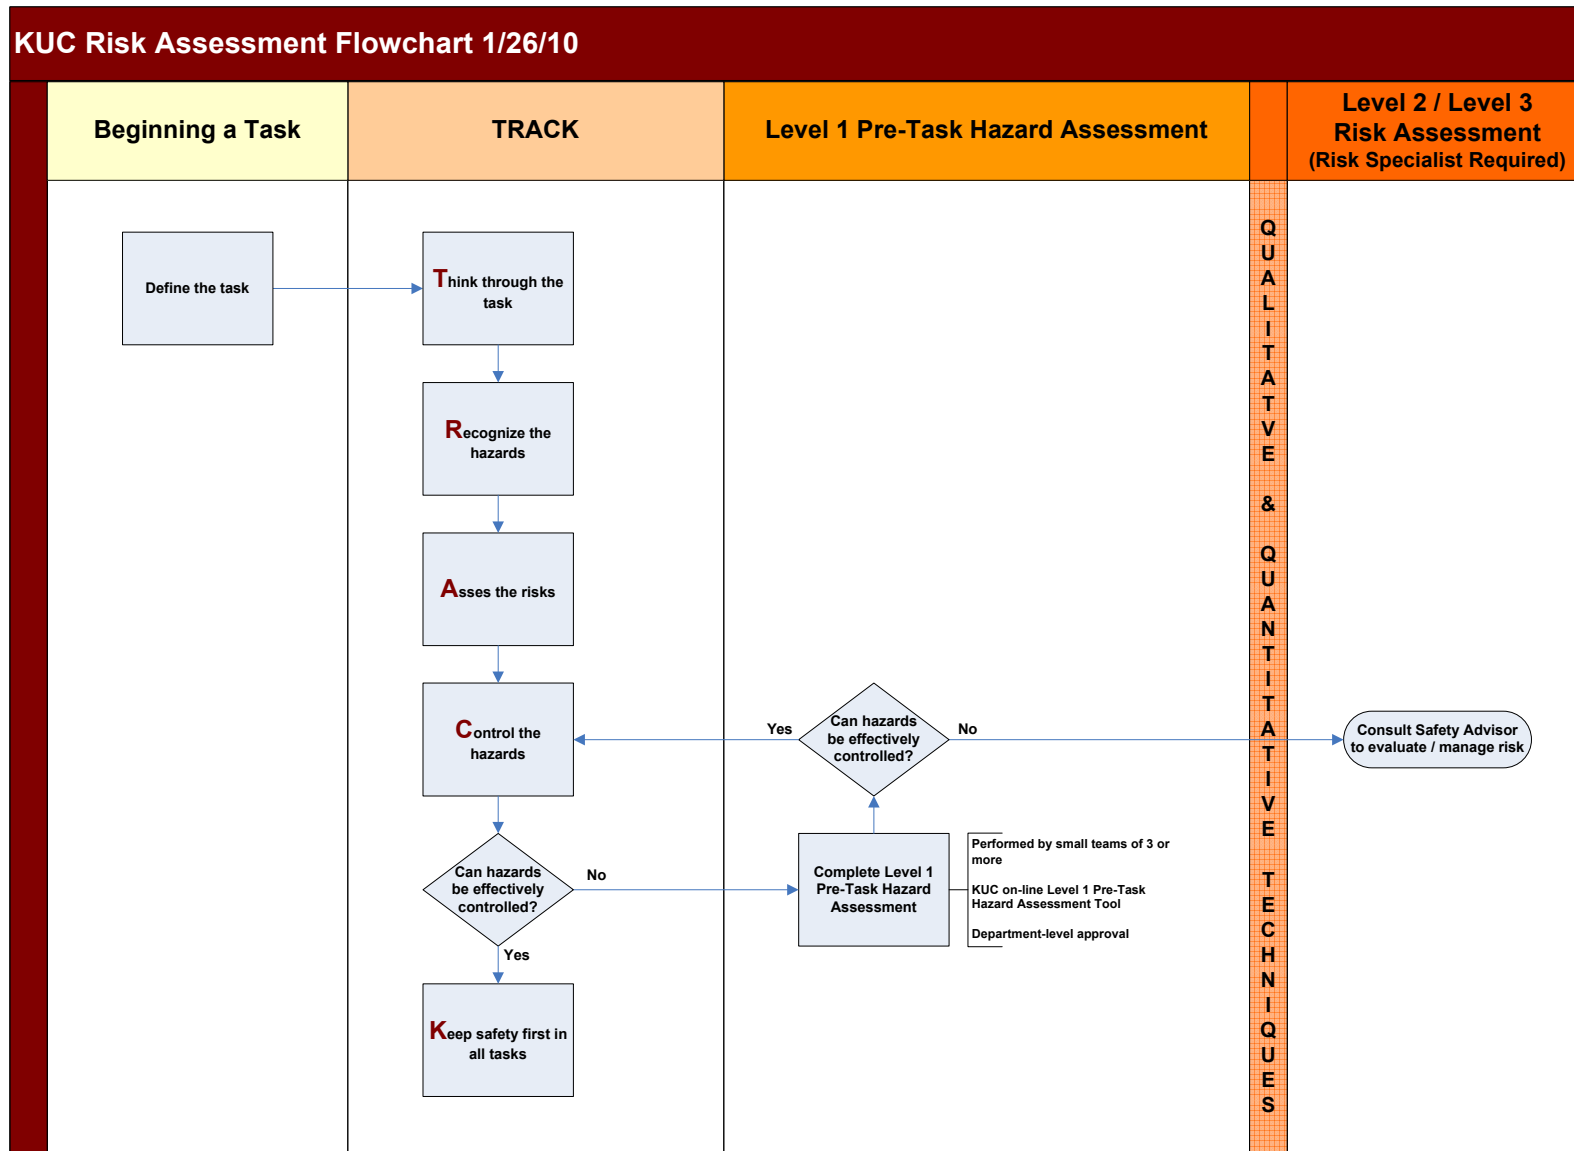 KUC Risk Assessment Flowchart 1/26/10
Beginning a Task
TRACK
Level 1 Pre-Task Hazard Assessment
Level 2 / Level 3
Risk Assessment
(Risk Specialist Required)
Define the task
Think through the
task
Recognize the
hazards
Asses the risks
Control the
hazards
Can hazards
be effectively
controlled?
No
Yes
Keep safety first in
all tasks
Yes
Can hazards
be effectively
controlled?
No
Complete Level 1
Pre-Task Hazard
Assessment
Performed by small teams of 3 or
more
KUC on-line Level 1 Pre-Task
Hazard Assessment Tool
Department-level approval
QUALITATVE & QUANTITATIVE TECHNIQUES
Consult Safety Advisor
to evaluate / manage risk